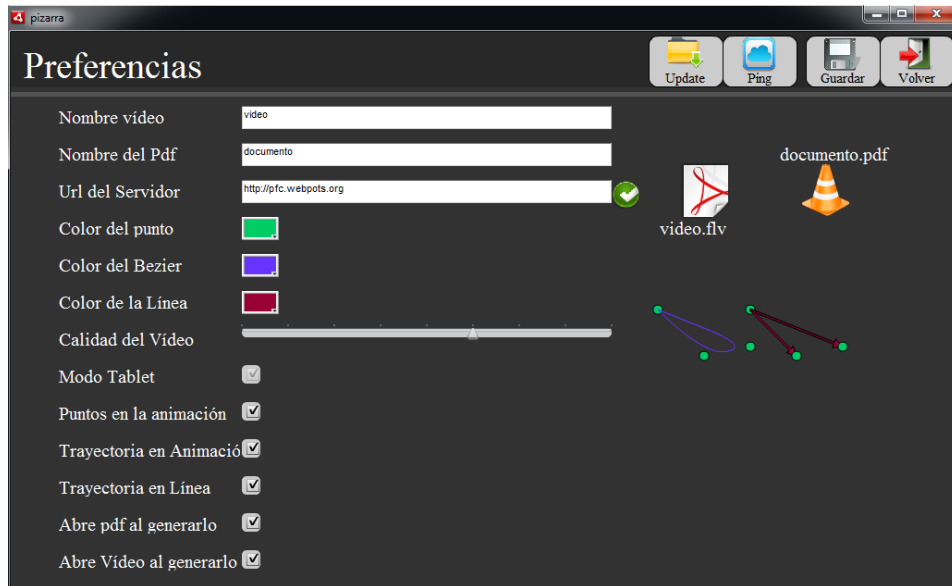 pizarra
Preferencias
Update
Ping
Guardar
Volver
Nombre vídeo
video
Nombre del Pdf
documento
documento.pdf
Url del Servidor
http://pfc.webpots.org
Color del punto
video.flv
Color del Bezier
Color de la Línea
Calidad del Vídeo
Modo Tablet
Puntos en la animación
Trayectoria en Animació
Trayectoria en Línea
Abre pdf al generarlo
Abre Vídeo al generarlo